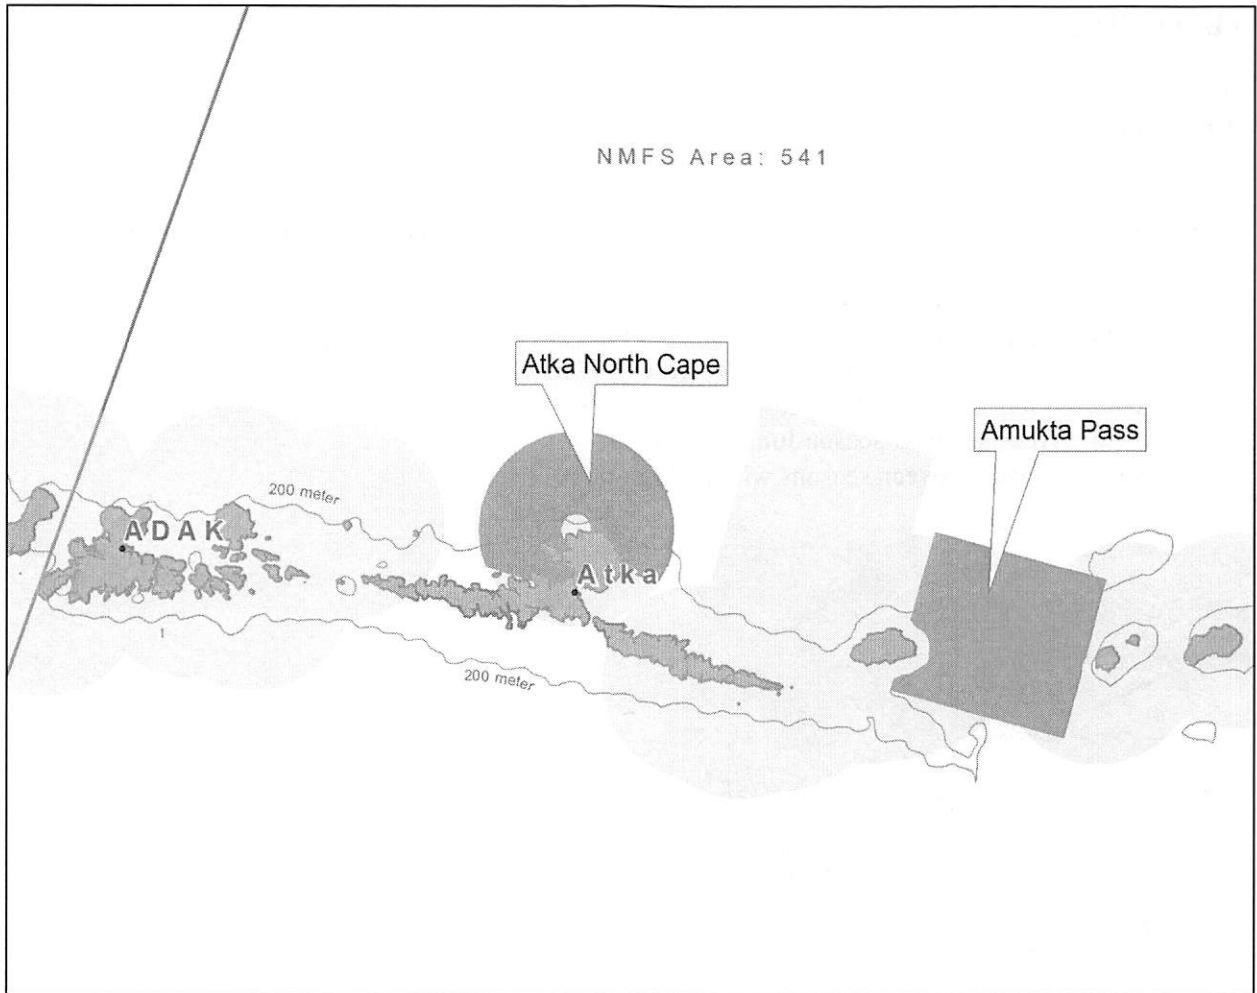 NMFS Area: 541
Atka North Cape
Amukta Pass
200 meter
ADAK
Atka
200 meter